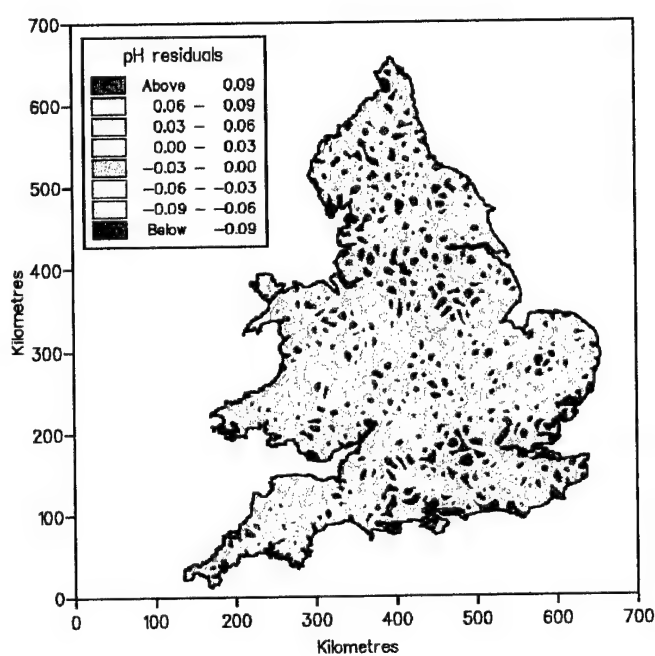 pH residuals
Above 0.09
0.06 – 0.09
0.03 – 0.06
0.00 – 0.03
−0.03 – 0.00
−0.06 – −0.03
−0.09 – −0.06
Below −0.09
700
600
500
400
300
200
100
0
Kilometres
0 100 200 300 400 500 600 700
Kilometres